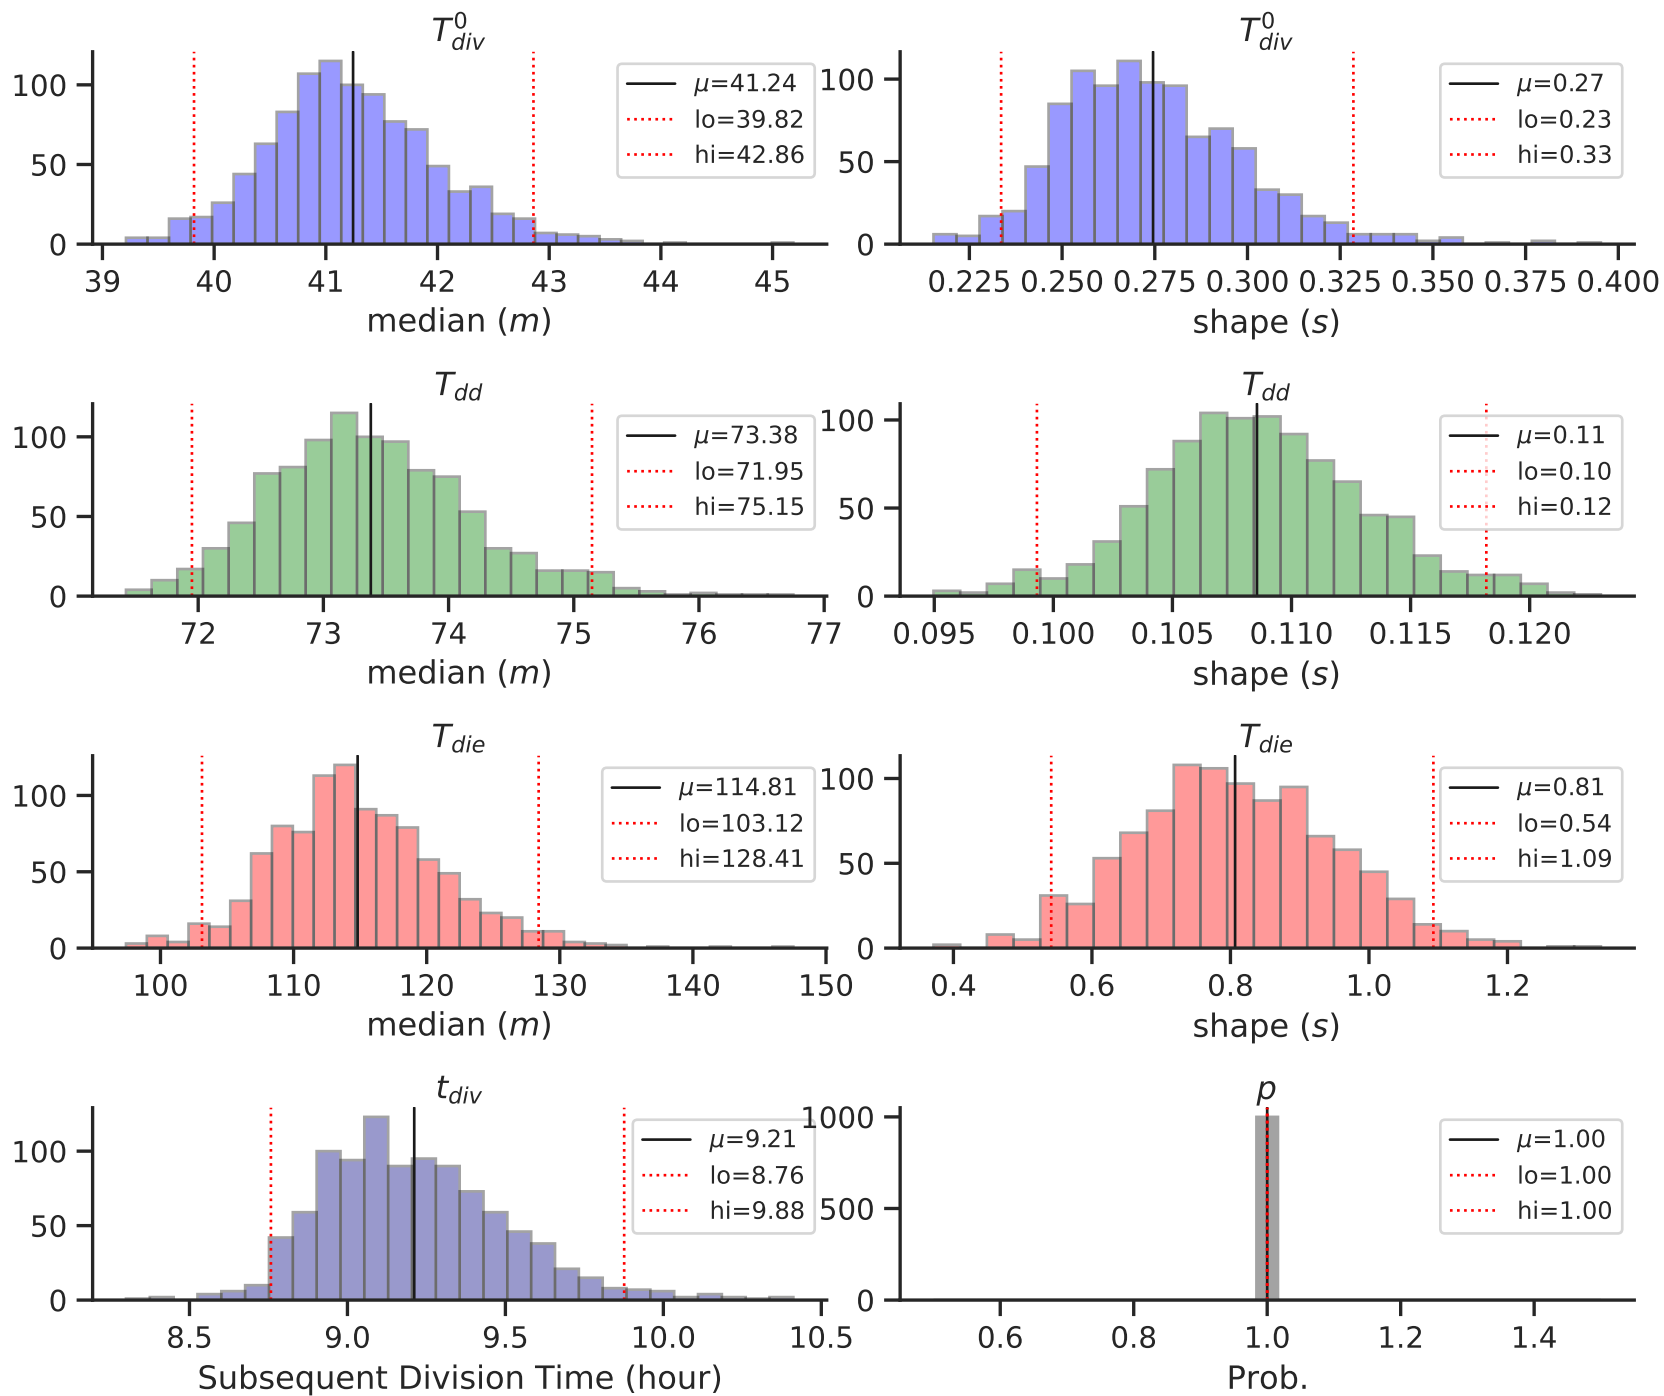 T⁰div
100
50
0
39 40 41 42 43 44 45
median (m)
μ=41.24
lo=39.82
hi=42.86
T⁰div
100
50
0
0.225 0.250 0.275 0.300 0.325 0.350 0.375 0.400
shape (s)
μ=0.27
lo=0.23
hi=0.33
Tdd
100
50
0
72 73 74 75 76 77
median (m)
μ=73.38
lo=71.95
hi=75.15
Tdd
100
50
0
0.095 0.100 0.105 0.110 0.115 0.120
shape (s)
μ=0.11
lo=0.10
hi=0.12
Tdie
100
50
0
100 110 120 130 140 150
median (m)
μ=114.81
lo=103.12
hi=128.41
Tdie
100
50
0
0.4 0.6 0.8 1.0 1.2
shape (s)
μ=0.81
lo=0.54
hi=1.09
tdiv
100
50
0
8.5 9.0 9.5 10.0 10.5
Subsequent Division Time (hour)
μ=9.21
lo=8.76
hi=9.88
p
1000
500
0
0.6 0.8 1.0 1.2 1.4
Prob.
μ=1.00
lo=1.00
hi=1.00